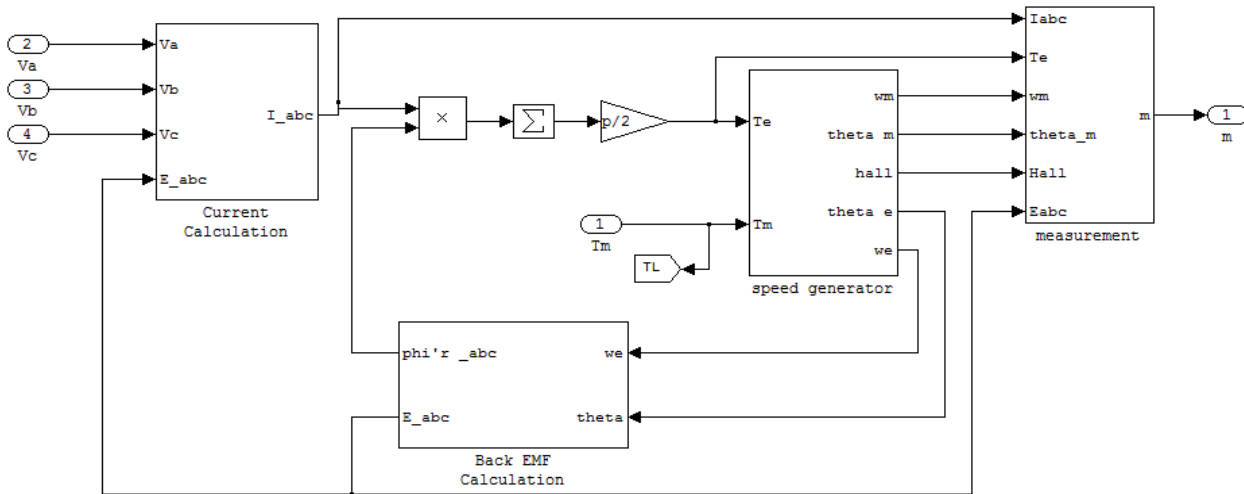 2
Va
3
Vb
4
Vc
Va
Vb
Vc
E_abc
I_abc
Current
Calculation
×
∑
p/2
1
Tm
TL
Te
Tm
wm
theta m
hall
theta e
we
speed generator
phi'r _abc
E_abc
we
theta
Back EMF
Calculation
Iabc
Te
wm
theta_m
Hall
Eabc
m
measurement
1
m